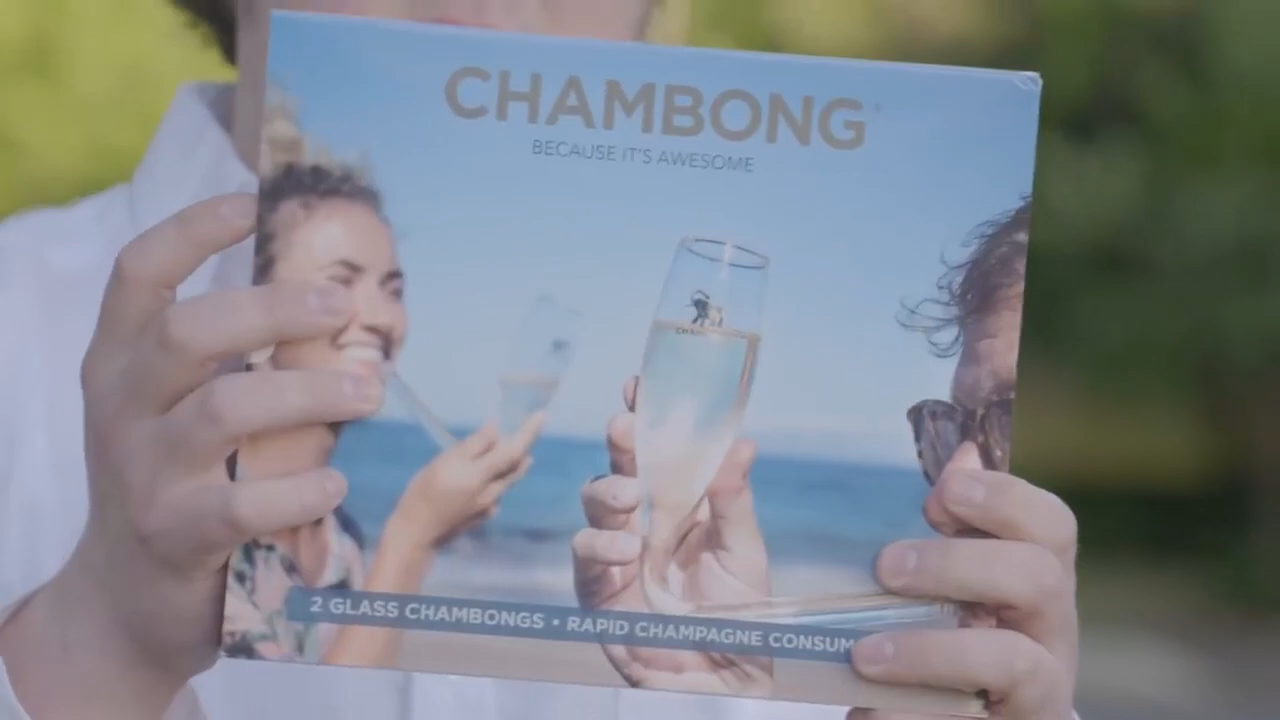 CHAMBONG
BECAUSE IT'S AWESOME
2 GLASS CHAMBONGS • RAPID CHAMPAGNE CONSUM